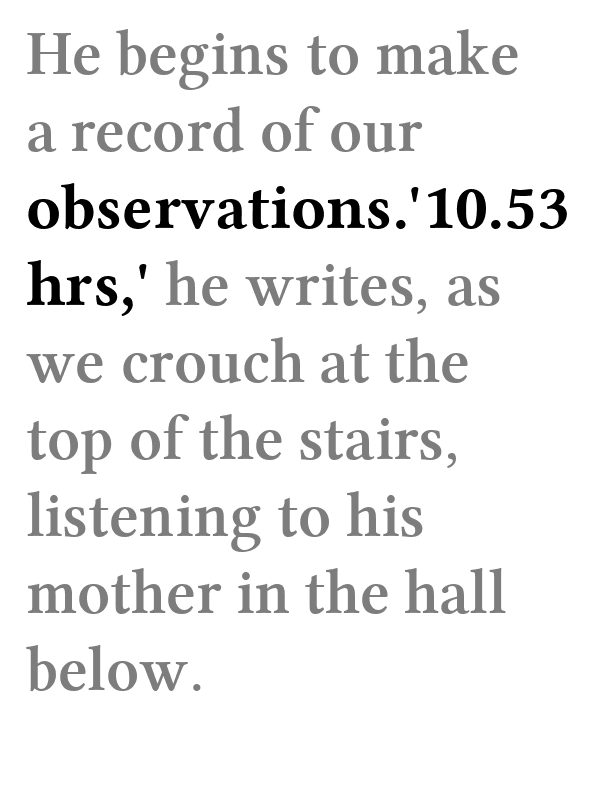 He begins to make
a record of our
observations.'10.53
hrs,' he writes, as
we crouch at the
top of the stairs,
listening to his
mother in the hall
below.